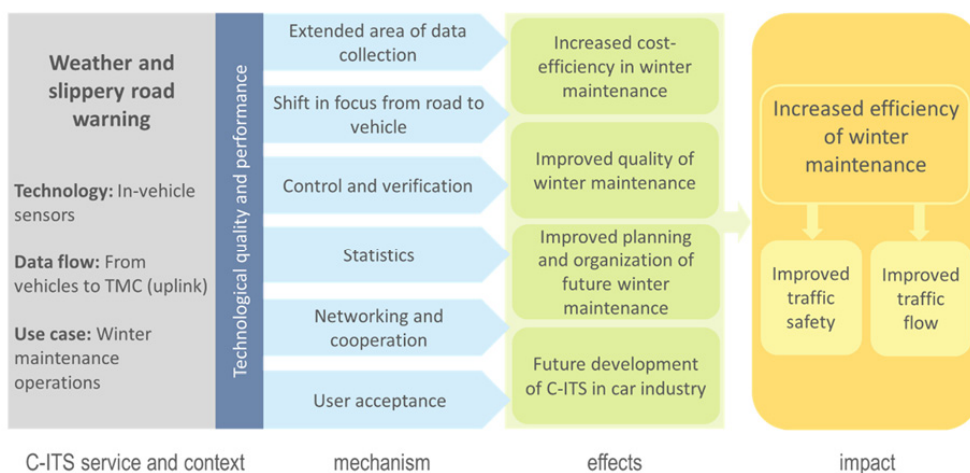 Weather and
slippery road
warning
Technology: In-vehicle
sensors
Data flow: From
vehicles to TMC (uplink)
Use case: Winter
maintenance
operations
Technological quality and performance
Extended area of data
collection
Shift in focus from road to
vehicle
Control and verification
Statistics
Networking and
cooperation
User acceptance
Increased cost-
efficiency in winter
maintenance
Improved quality of
winter maintenance
Improved planning
and organization of
future winter
maintenance
Future development
of C-ITS in car industry
Increased efficiency
of winter
maintenance
Improved
traffic
safety
Improved
traffic
flow
C-ITS service and context
mechanism
effects
impact